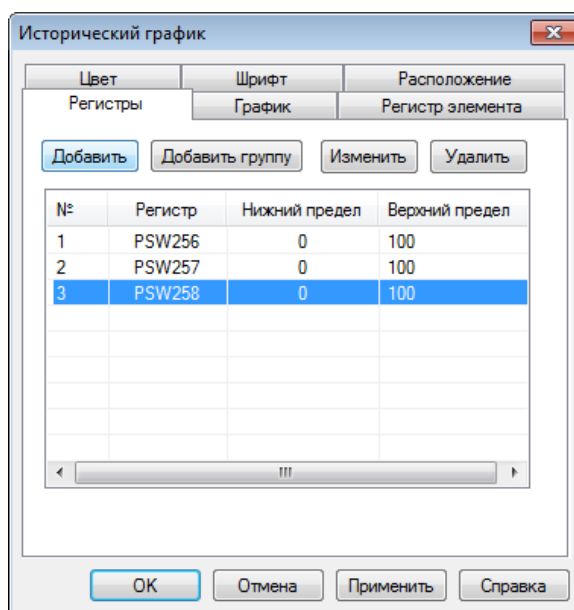 Исторический график
Цвет Шрифт Расположение
Регистры График Регистр элемента
Добавить Добавить группу Изменить Удалить
№ Регистр Нижний предел Верхний предел
1 PSW256 0 100
2 PSW257 0 100
3 PSW258 0 100
OK Отмена Применить Справка